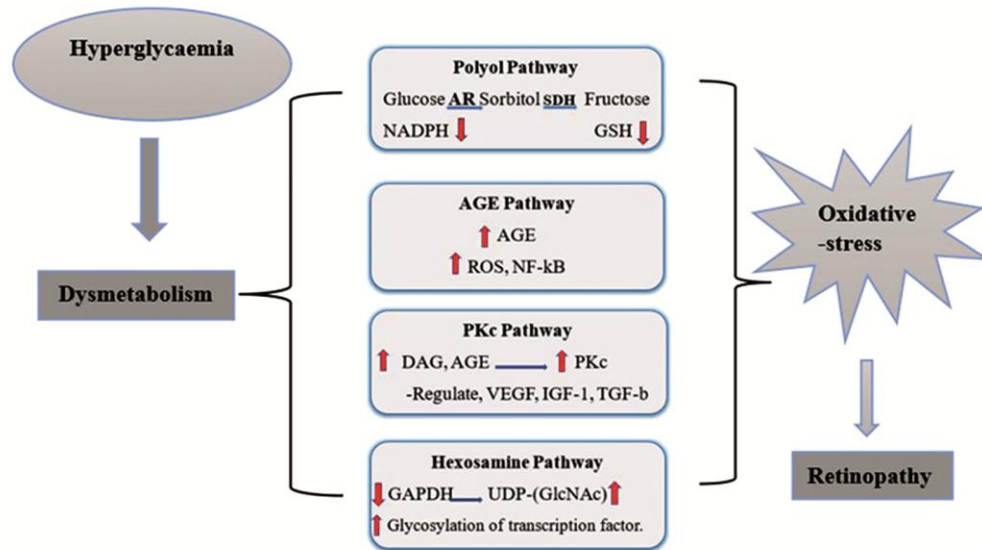 Hyperglycaemia
Dysmetabolism
Polyol Pathway
Glucose AR Sorbitol SDH Fructose
NADPH GSH
AGE Pathway
AGE
ROS, NF-kB
PKc Pathway
DAG, AGE PKc
-Regulate, VEGF, IGF-1, TGF-b
Hexosamine Pathway
GAPDH UDP-(GlcNAc)
Glycosylation of transcription factor.
Oxidative
-stress
Retinopathy